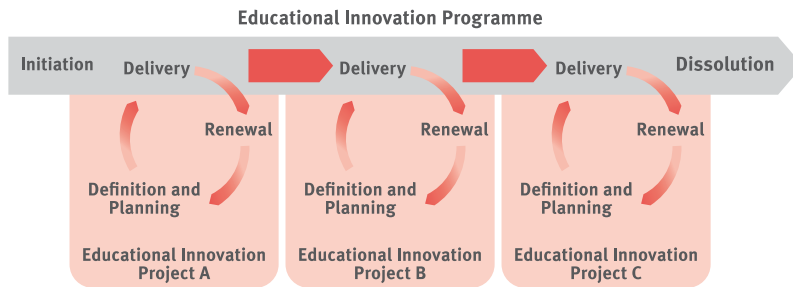 Educational Innovation Programme
Initiation
Delivery
Renewal
Definition and
Planning
Educational Innovation
Project A
Delivery
Renewal
Definition and
Planning
Educational Innovation
Project B
Delivery
Renewal
Definition and
Planning
Educational Innovation
Project C
Dissolution